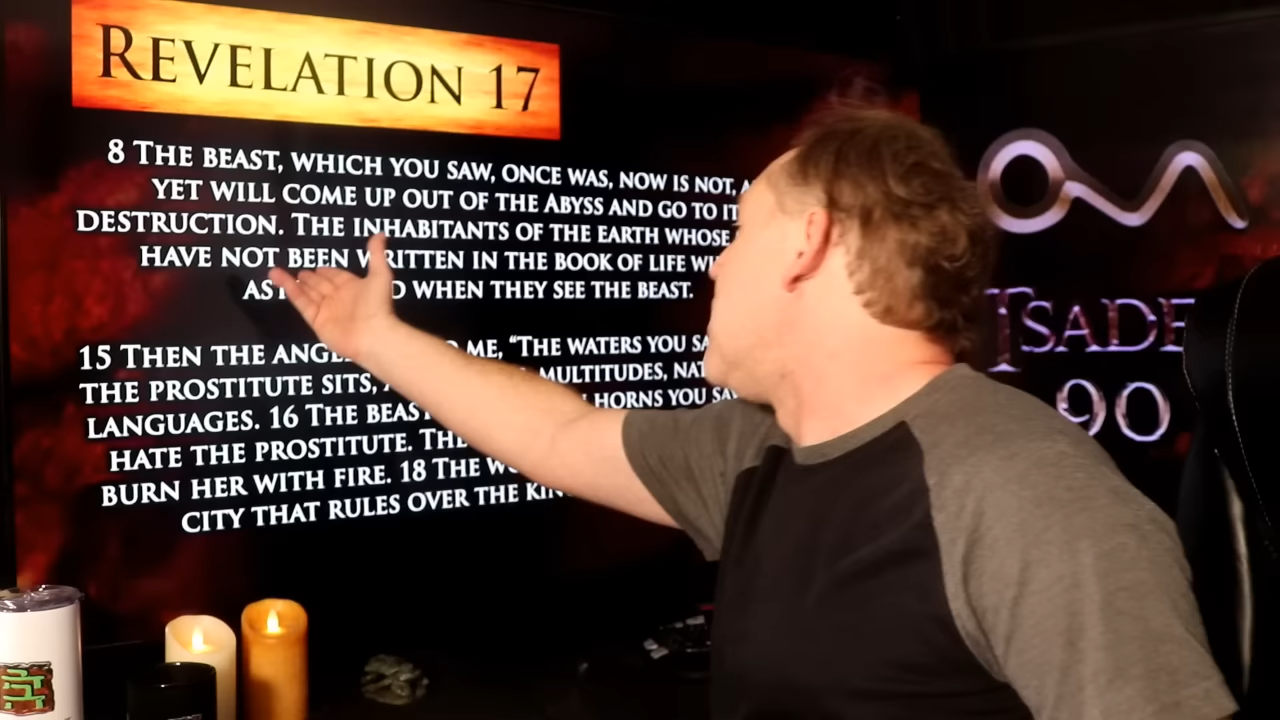 REVELATION 17
8 THE BEAST, WHICH YOU SAW, ONCE WAS, NOW IS NOT,
YET WILL COME UP OUT OF THE ABYSS AND GO TO
DESTRUCTION. THE INHABITANTS OF THE EARTH WHOSE
HAVE NOT BEEN WRITTEN IN THE BOOK OF LIFE
WHEN THEY SEE THE BEAST.
15 THEN THE ME, “THE WATERS YOU
THE PROSTITUTE SITS, MULTITUDES,
LANGUAGES. 16 THE HORNS YOU
HATE THE PROSTITUTE.
BURN HER WITH FIRE. 18 THE
CITY THAT RULES OVER THE
TSADE
90